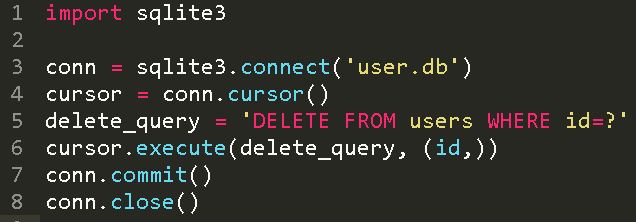 1 import sqlite3
2
3 conn = sqlite3.connect('user.db')
4 cursor = conn.cursor()
5 delete_query = 'DELETE FROM users WHERE id=?'
6 cursor.execute(delete_query, (id,))
7 conn.commit()
8 conn.close()